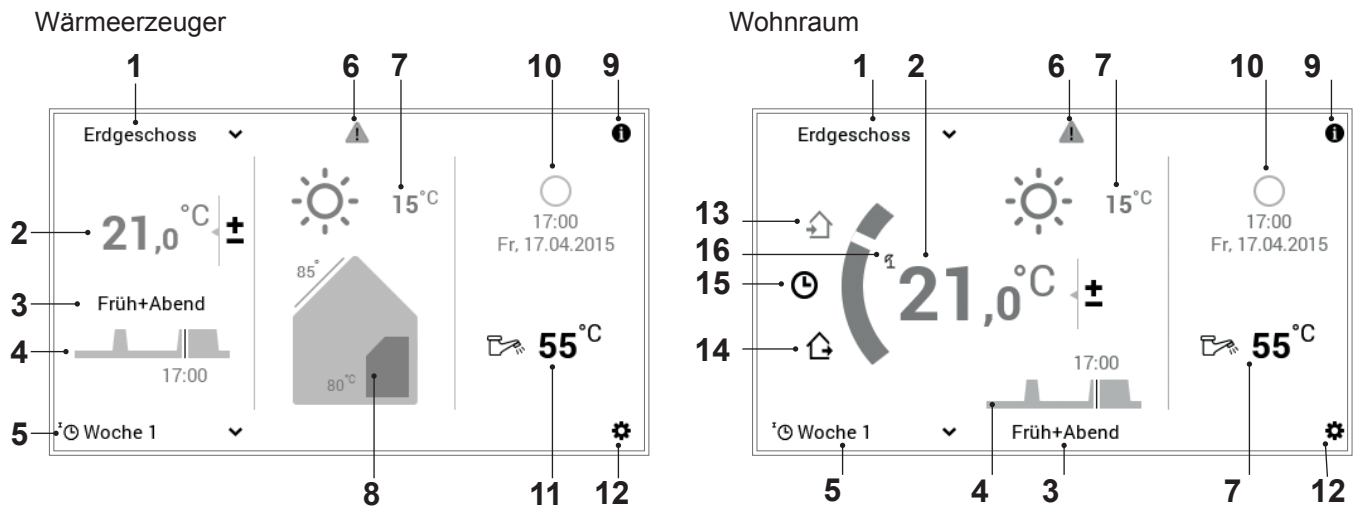 Wärmeerzeuger
1 6 7 10 9
Erdgeschoss
15°C
2 21,0 °C ±
17:00
Fr, 17.04.2015
85°
3 Früh+Abend
4
17:00
80°C
55°C
5 Woche 1
8 11 12
Wohnraum
1 2 6 7 10 9
Erdgeschoss
15°C
13
17:00
Fr, 17.04.2015
16
15 21,0 °C ±
14
17:00
55°C
Woche 1 Früh+Abend
5 4 3 7 12